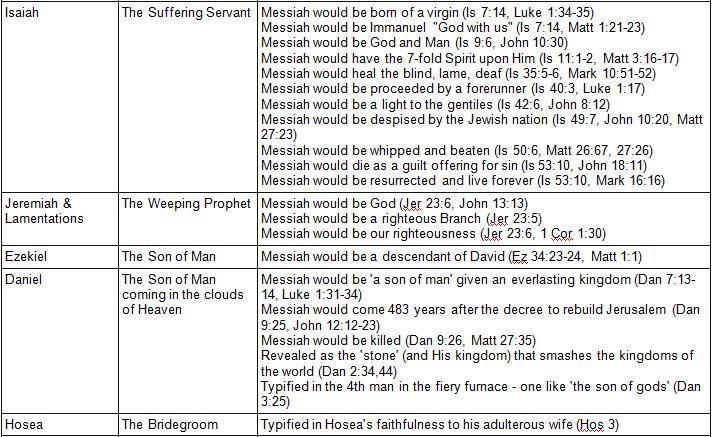 Isaiah
The Suffering Servant
Messiah would be born of a virgin (Is 7:14, Luke 1:34-35)
Messiah would be Immanuel  "God with us" (Is 7:14, Matt 1:21-23)
Messiah would be God and Man (Is 9:6, John 10:30)
Messiah would have the 7-fold Spirit upon Him (Is 11:1-2, Matt 3:16-17)
Messiah would heal the blind, lame, deaf (Is 35:5-6, Mark 10:51-52)
Messiah would be proceeded by a forerunner (Is 40:3, Luke 1:17)
Messiah would be a light to the gentiles (Is 42:6, John 8:12)
Messiah would be despised by the Jewish nation (Is 49:7, John 10:20, Matt
27:23)
Messiah would be whipped and beaten (Is 50:6, Matt 26:67, 27:26)
Messiah would die as a guilt offering for sin (Is 53:10, John 18:11)
Messiah would be resurrected and live forever (Is 53:10, Mark 16:16)
Jeremiah &
Lamentations
The Weeping Prophet
Messiah would be God (Jer 23:6, John 13:13)
Messiah would be a righteous Branch (Jer 23:5)
Messiah would be our righteousness (Jer 23:6, 1 Cor 1:30)
Ezekiel
The Son of Man
Messiah would be a descendant of David (Ez 34:23-24, Matt 1:1)
Daniel
The Son of Man
coming in the clouds
of Heaven
Messiah would be 'a son of man' given an everlasting kingdom (Dan 7:13-
14, Luke 1:31-34)
Messiah would come 483 years after the decree to rebuild Jerusalem (Dan
9:25, John 12:12-23)
Messiah would be killed (Dan 9:26, Matt 27:35)
Revealed as the 'stone' (and His kingdom) that smashes the kingdoms of
the world (Dan 2:34,44)
Typified in the 4th man in the fiery furnace - one like 'the son of gods' (Dan
3:25)
Hosea
The Bridegroom
Typified in Hosea's faithfulness to his adulterous wife (Hos 3)